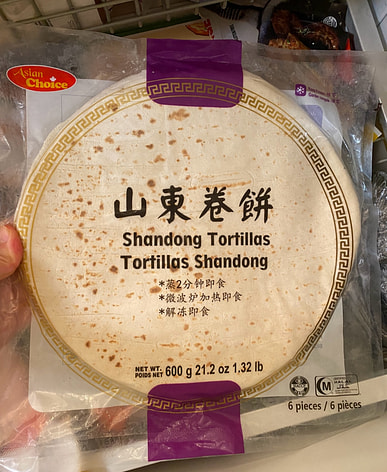 Asian
Choice
山東卷餅
Shandong Tortillas
Tortillas Shandong
*蒸2分钟即食
*微波炉加热即食
*解冻即食
NET WT.
POIDS NET 600 g 21.2 oz 1.32 lb
M
6 pieces / 6 pièces